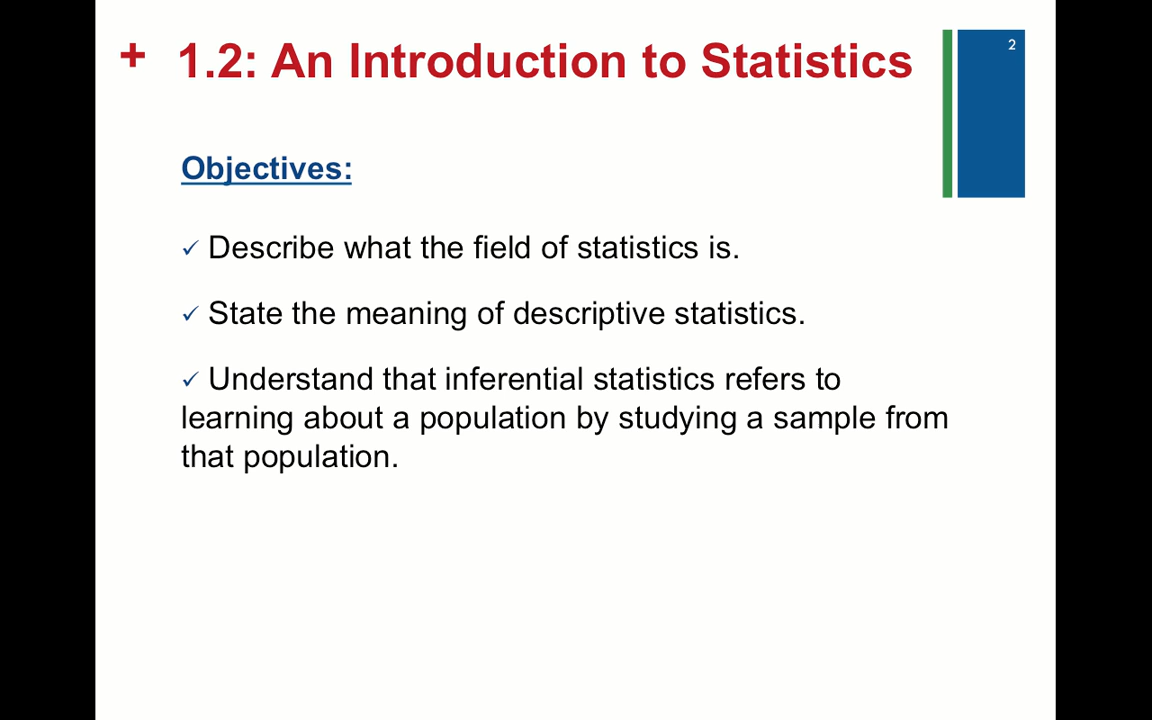 2
+ 1.2: An Introduction to Statistics
Objectives:
✓ Describe what the field of statistics is.
✓ State the meaning of descriptive statistics.
✓ Understand that inferential statistics refers to
learning about a population by studying a sample from
that population.